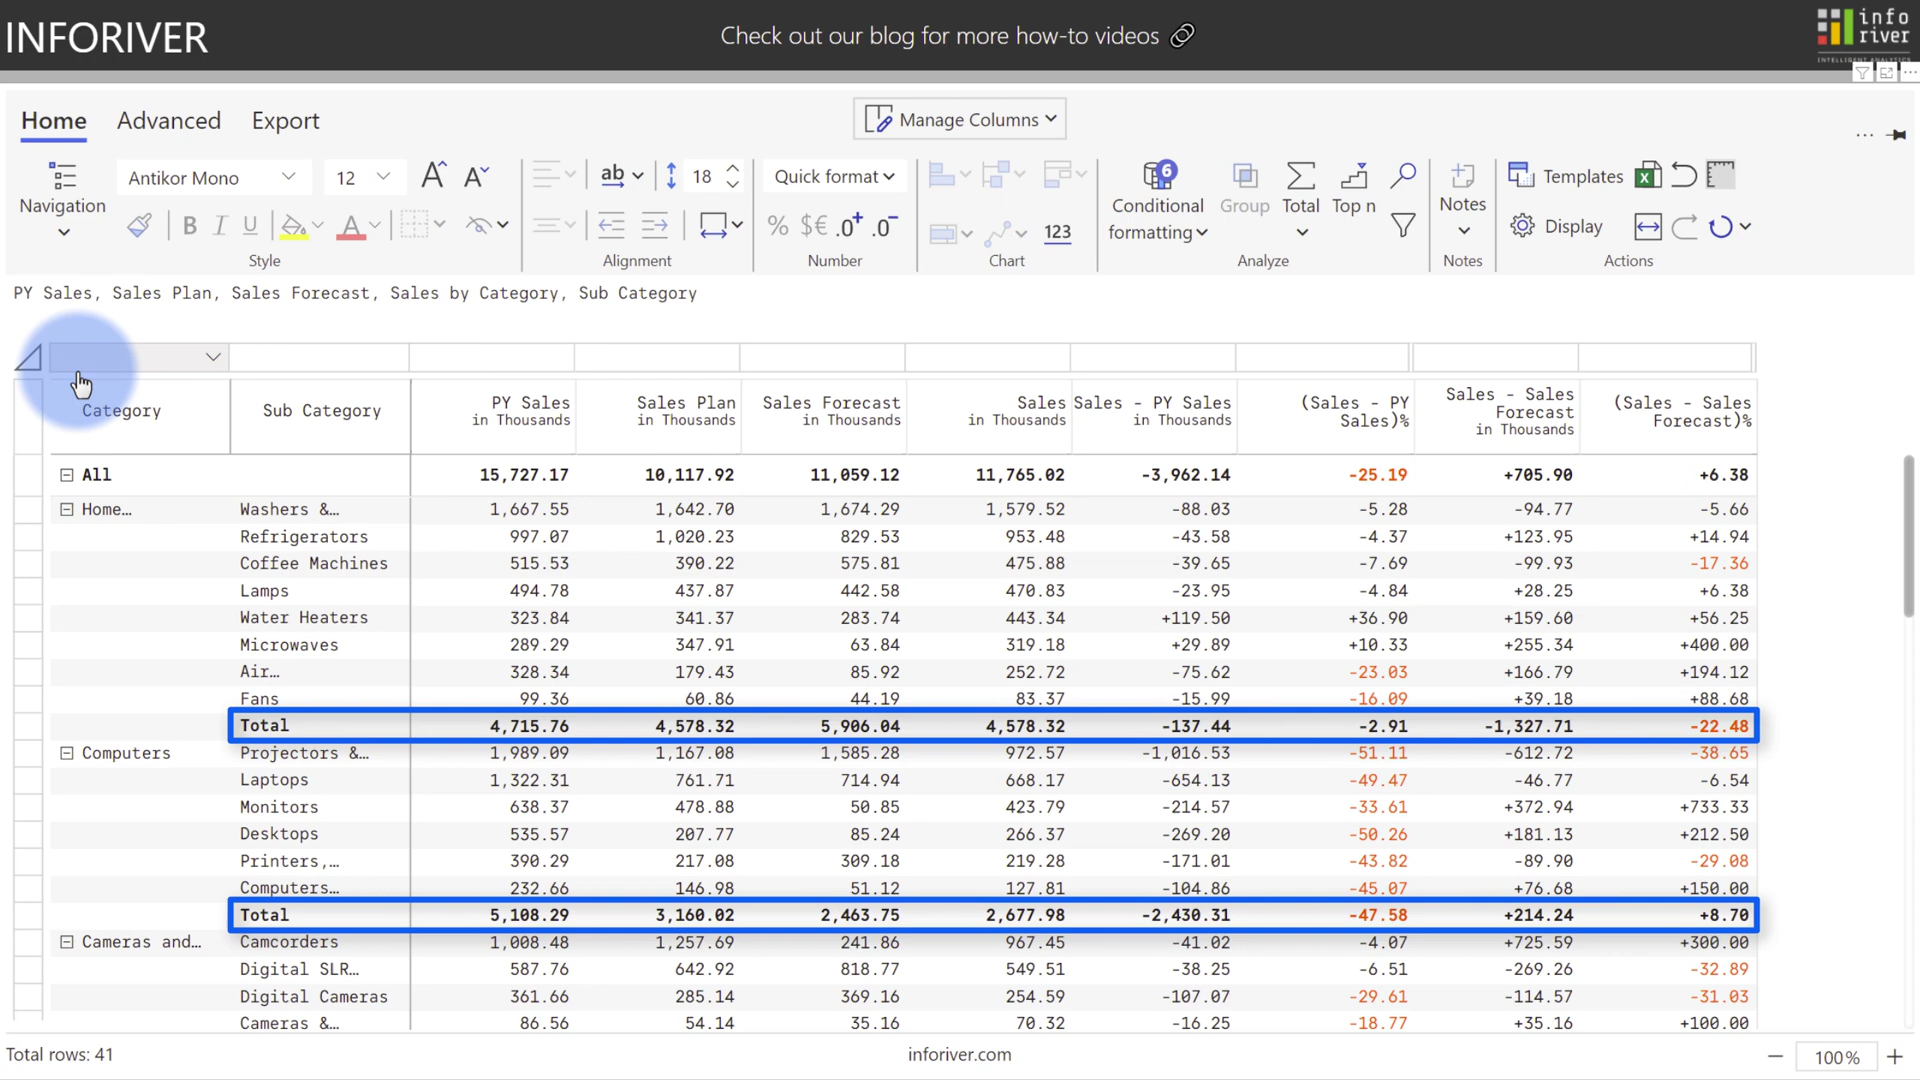 INFORIVER
Check out our blog for more how-to videos
info
river
INTELLIGENT ANALYTICS
Home Advanced Export
Manage Columns
Navigation
Antikor Mono 12 A A ab 18 Quick format
B I U A % $€ .0+ .0- 123
6 Conditional formatting Group Total Top n
Notes
Templates
Display
Style Alignment Number Chart Analyze Notes Actions
PY Sales, Sales Plan, Sales Forecast, Sales by Category, Sub Category
Category Sub Category PY Sales in Thousands Sales Plan in Thousands Sales Forecast in Thousands Sales in Thousands Sales - PY Sales in Thousands (Sales - PY Sales)% Sales - Sales Forecast in Thousands (Sales - Sales Forecast)%
All 15,727.17 10,117.92 11,059.12 11,765.02 -3,962.14 -25.19 +705.90 +6.38
Home… Washers &… 1,667.55 1,642.70 1,674.29 1,579.52 -88.03 -5.28 -94.77 -5.66
Refrigerators 997.07 1,020.23 829.53 953.48 -43.58 -4.37 +123.95 +14.94
Coffee Machines 515.53 390.22 575.81 475.88 -39.65 -7.69 -99.93 -17.36
Lamps 494.78 437.87 442.58 470.83 -23.95 -4.84 +28.25 +6.38
Water Heaters 323.84 341.37 283.74 443.34 +119.50 +36.90 +159.60 +56.25
Microwaves 289.29 347.91 63.84 319.18 +29.89 +10.33 +255.34 +400.00
Air… 328.34 179.43 85.92 252.72 -75.62 -23.03 +166.79 +194.12
Fans 99.36 60.86 44.19 83.37 -15.99 -16.09 +39.18 +88.68
Total 4,715.76 4,578.32 5,906.04 4,578.32 -137.44 -2.91 -1,327.71 -22.48
Computers Projectors &… 1,989.09 1,167.08 1,585.28 972.57 -1,016.53 -51.11 -612.72 -38.65
Laptops 1,322.31 761.71 714.94 668.17 -654.13 -49.47 -46.77 -6.54
Monitors 638.37 478.88 50.85 423.79 -214.57 -33.61 +372.94 +733.33
Desktops 535.57 207.77 85.24 266.37 -269.20 -50.26 +181.13 +212.50
Printers,… 390.29 217.08 309.18 219.28 -171.01 -43.82 -89.90 -29.08
Computers… 232.66 146.98 51.12 127.81 -104.86 -45.07 +76.68 +150.00
Total 5,108.29 3,160.02 2,463.75 2,677.98 -2,430.31 -47.58 +214.24 +8.70
Cameras and… Camcorders 1,008.48 1,257.69 241.86 967.45 -41.02 -4.07 +725.59 +300.00
Digital SLR… 587.76 642.92 818.77 549.51 -38.25 -6.51 -269.26 -32.89
Digital Cameras 361.66 285.14 369.16 254.59 -107.07 -29.61 -114.57 -31.03
Cameras &… 86.56 54.14 35.16 70.32 -16.25 -18.77 +35.16 +100.00
Total rows: 41 inforiver.com 100%